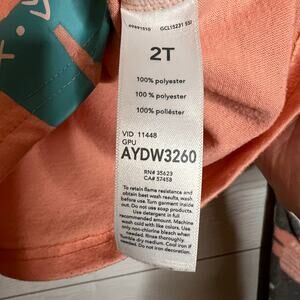 2T
100% polyester
100 % polyester
100% poliéster
VID 11448
GPU
AYDW3260
RN# 35623
CA# 57458
To retain flame resistance and
obtain best wash results, wash
before use. Turn garment inside
out. Do not use soap products.
Use detergent in full
recommended amount. Machine
wash cold with like colors. Use
only non-chlorine bleach when
needed. Rinse thoroughly.
Tumble dry medium. Cool iron if
needed. Do not iron decoration.